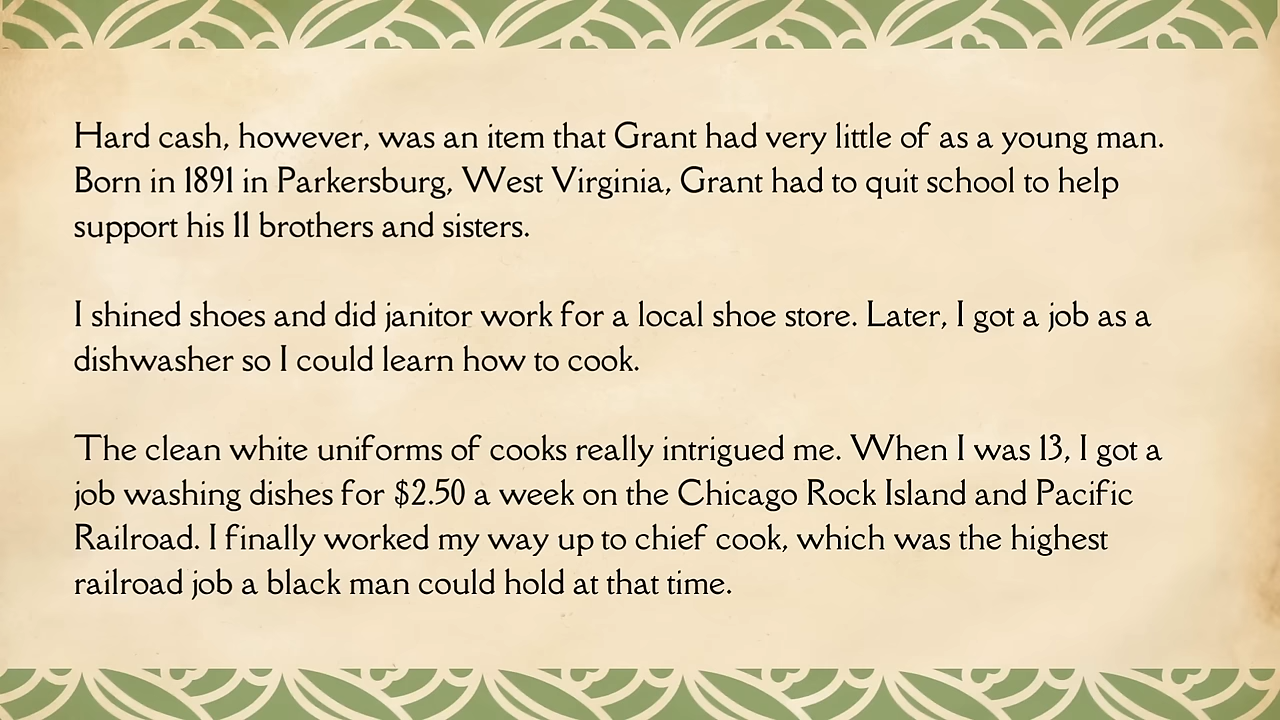 Hard cash, however, was an item that Grant had very little of as a young man.
Born in 1891 in Parkersburg, West Virginia, Grant had to quit school to help
support his 11 brothers and sisters.
I shined shoes and did janitor work for a local shoe store. Later, I got a job as a
dishwasher so I could learn how to cook.
The clean white uniforms of cooks really intrigued me. When I was 13, I got a
job washing dishes for $2.50 a week on the Chicago Rock Island and Pacific
Railroad. I finally worked my way up to chief cook, which was the highest
railroad job a black man could hold at that time.